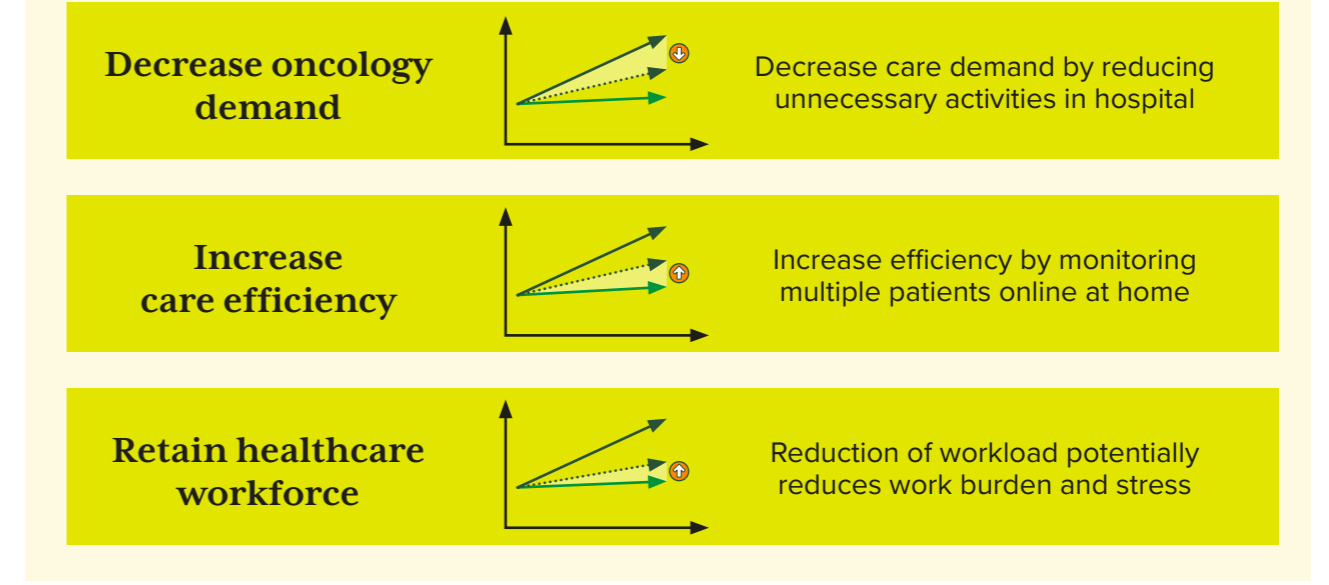 Decrease oncology
demand
Decrease care demand by reducing
unnecessary activities in hospital
Increase
care efficiency
Increase efficiency by monitoring
multiple patients online at home
Retain healthcare
workforce
Reduction of workload potentially
reduces work burden and stress